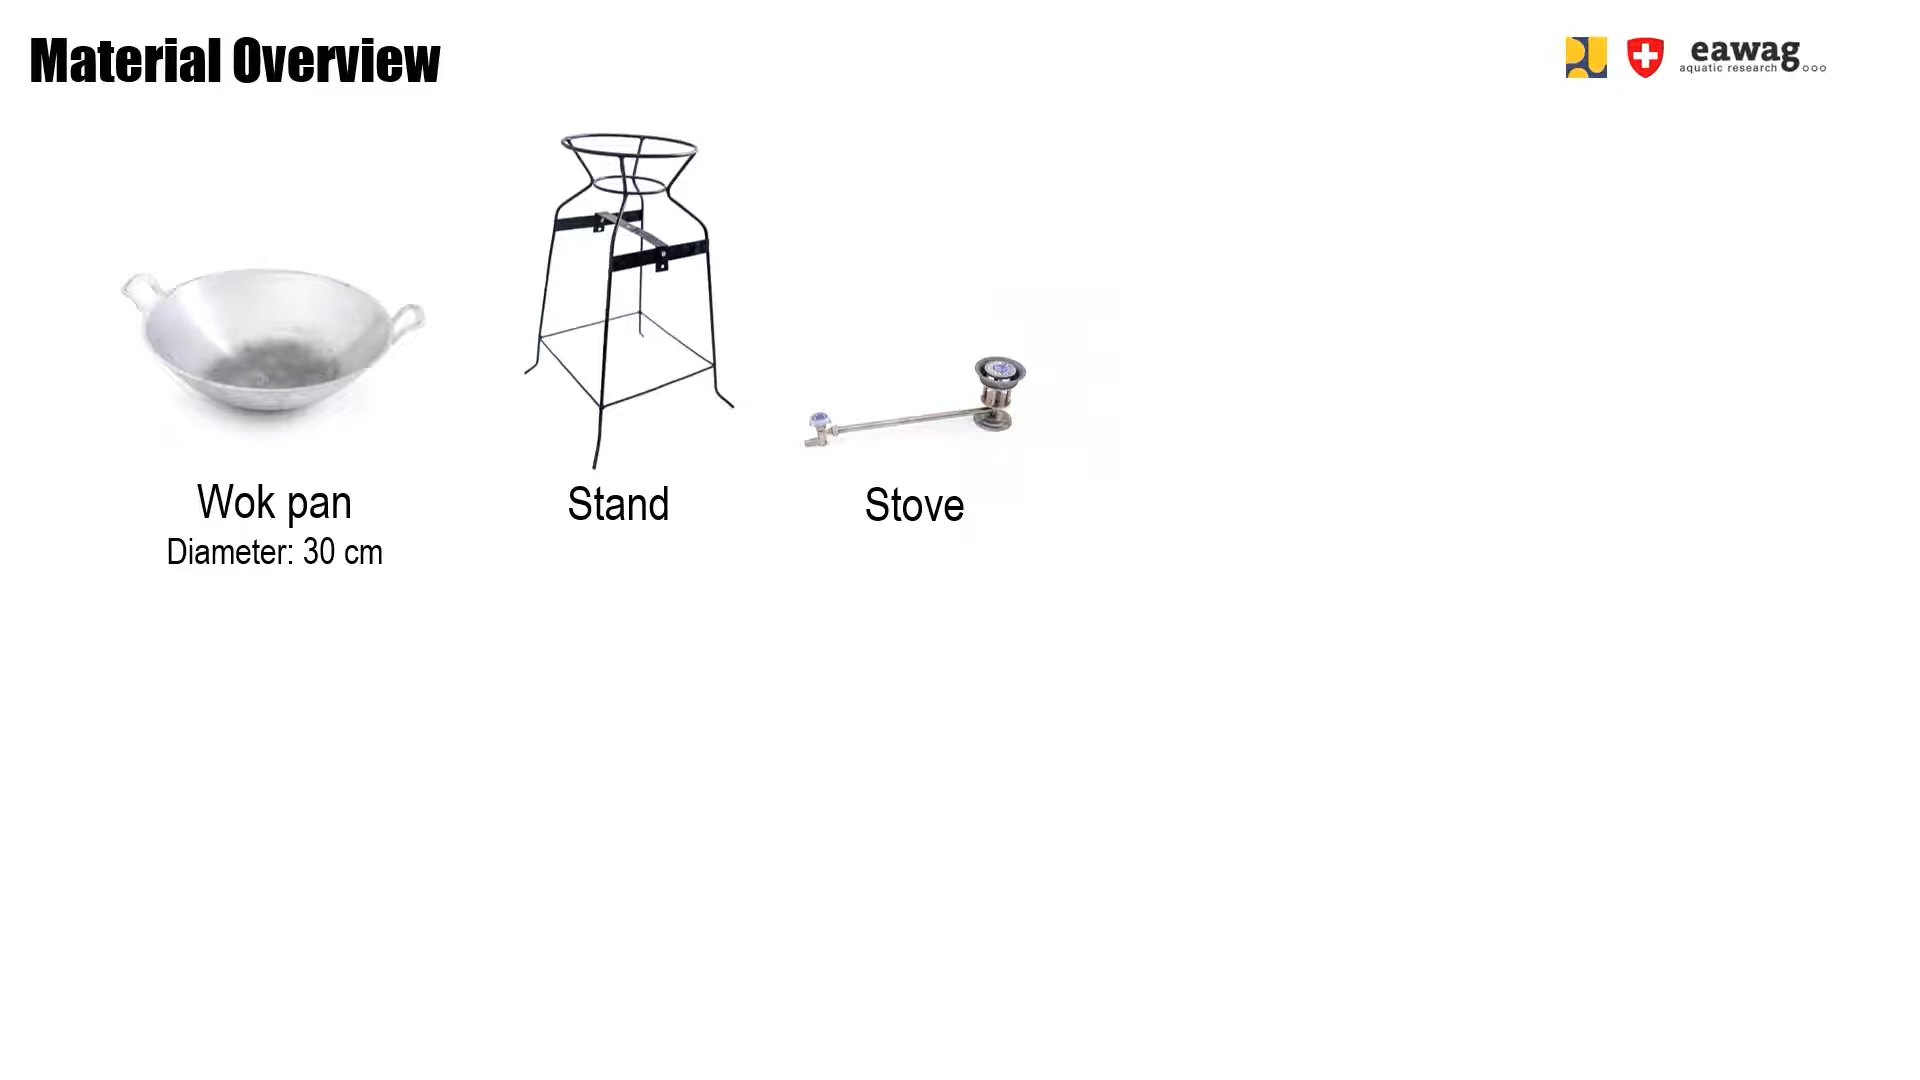 Material Overview
eawag
aquatic research
Wok pan
Diameter: 30 cm
Stand
Stove